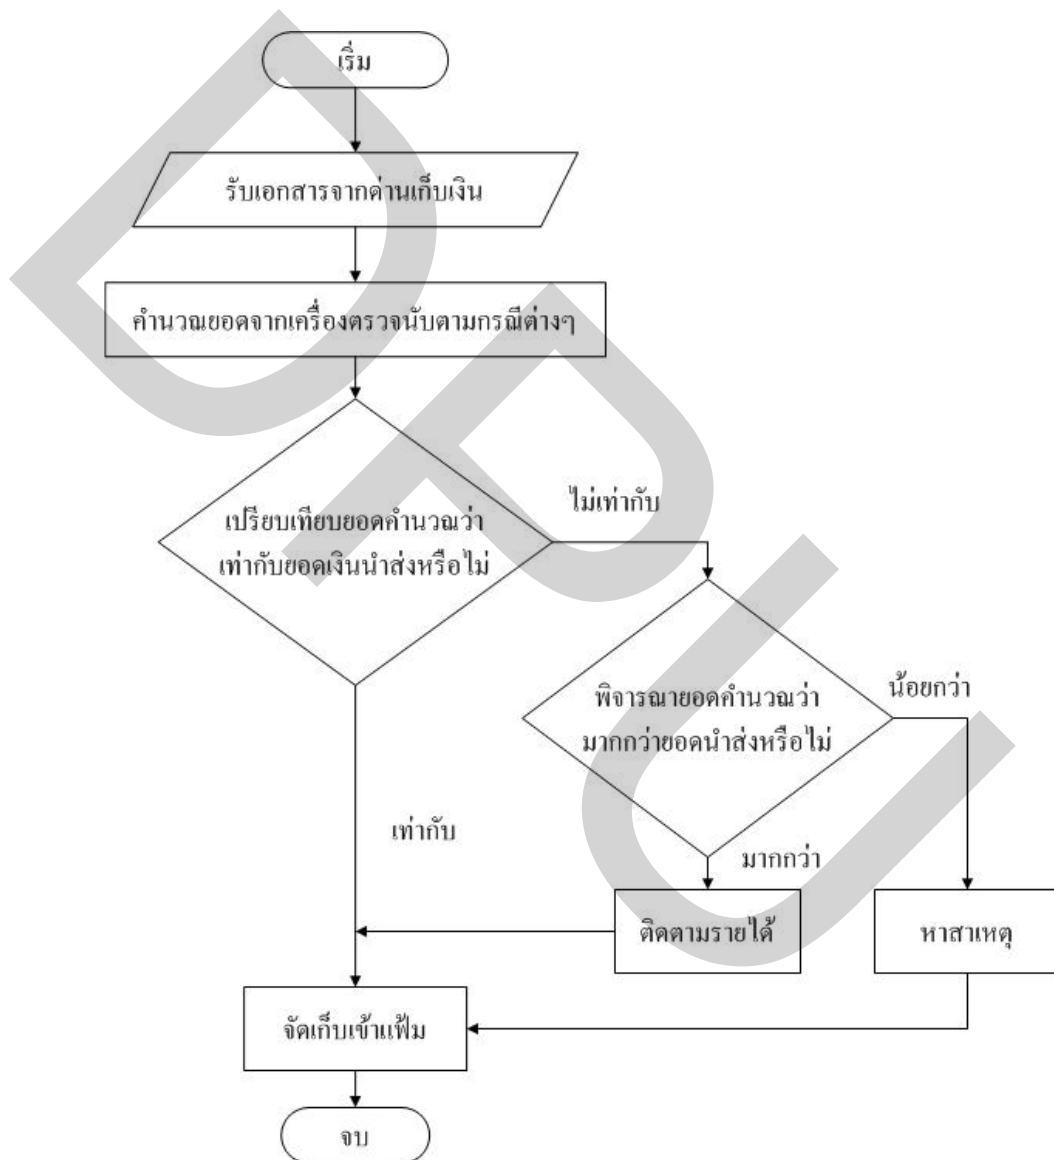 เริ่ม
รับเอกสารจากด่านเก็บเงิน
คำนวณยอดจากเครื่องตรวจนับตามกรณีต่างๆ
เปรียบเทียบยอดคำนวณว่า
เท่ากับยอดเงินนำส่งหรือไม่
ไม่เท่ากับ
พิจารณายอดคำนวณว่า
มากกว่ายอดนำส่งหรือไม่
น้อยกว่า
เท่ากับ
มากกว่า
ติดตามรายได้
หาสาเหตุ
จัดเก็บเข้าแฟ้ม
จบ
DPU